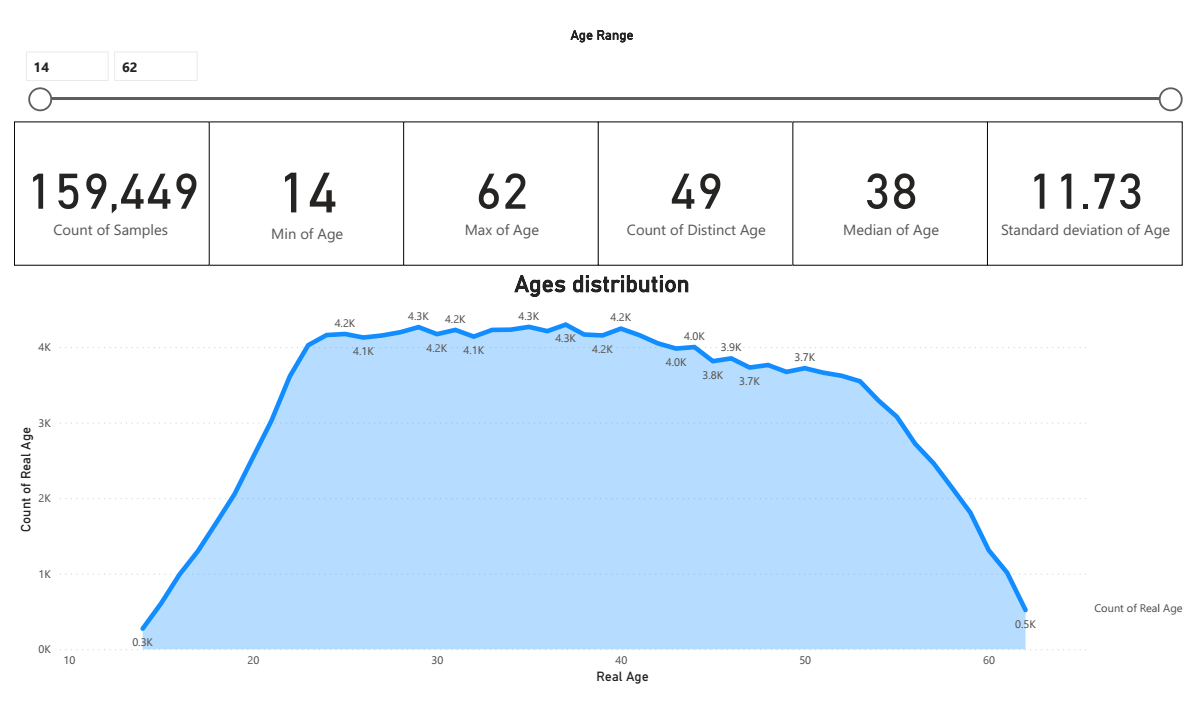 Age Range
14 62
159,449 14 62 49 38 11.73
Count of Samples Min of Age Max of Age Count of Distinct Age Median of Age Standard deviation of Age
Ages distribution
4.2K 4.3K 4.2K 4.3K 4.2K
4.1K 4.2K 4.1K 4.3K 4.2K 4.0K 4.0K 3.8K 3.9K 3.7K 3.7K
4K
3K
2K
1K
0K
Count of Real Age
0.3K
0.5K
Count of Real Age
10 20 30 40 50 60
Real Age